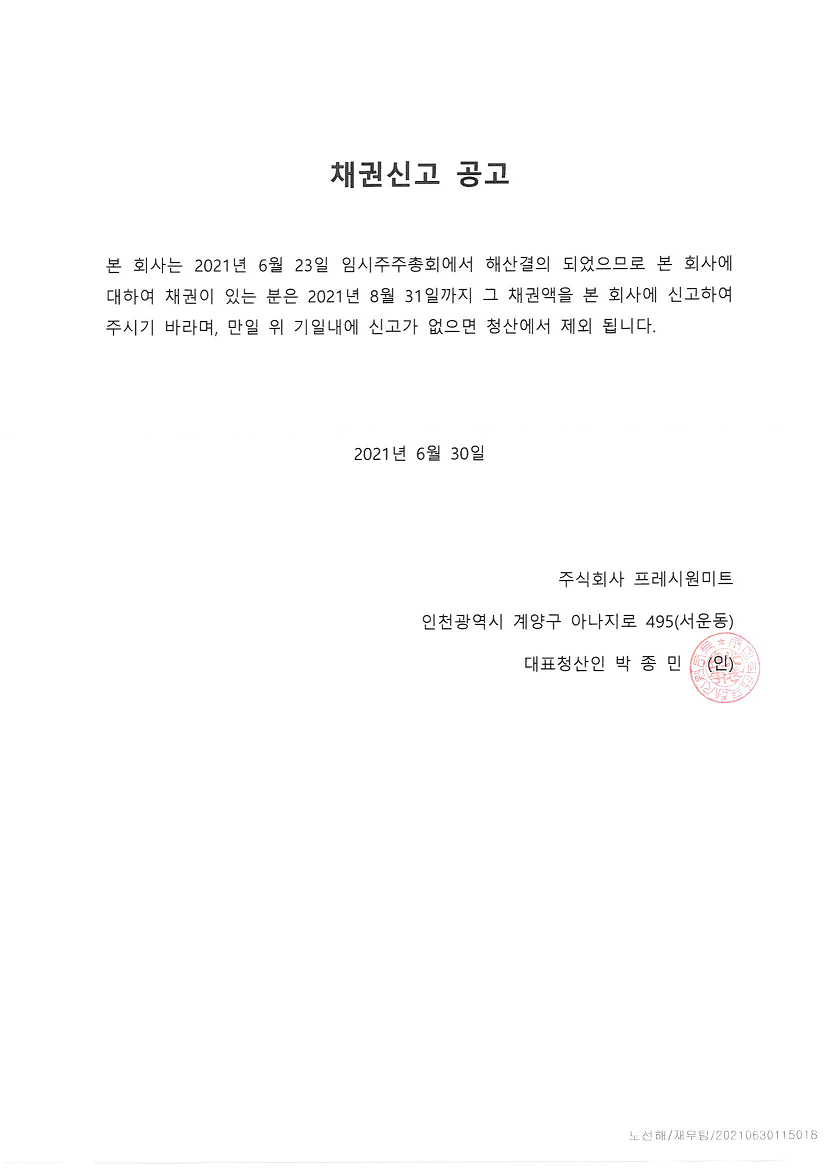 채권신고 공고
본 회사는 2021년 6월 23일 임시주주총회에서 해산결의 되었으므로 본 회사에
대하여 채권이 있는 분은 2021년 8월 31일까지 그 채권액을 본 회사에 신고하여
주시기 바라며, 만일 위 기일내에 신고가 없으면 청산에서 제외 됩니다.
2021년 6월 30일
주식회사 프레시원미트
인천광역시 계양구 아나지로 495(서운동)
대표청산인 박 종 민 (인)
노선해/재무팀/20210630115018